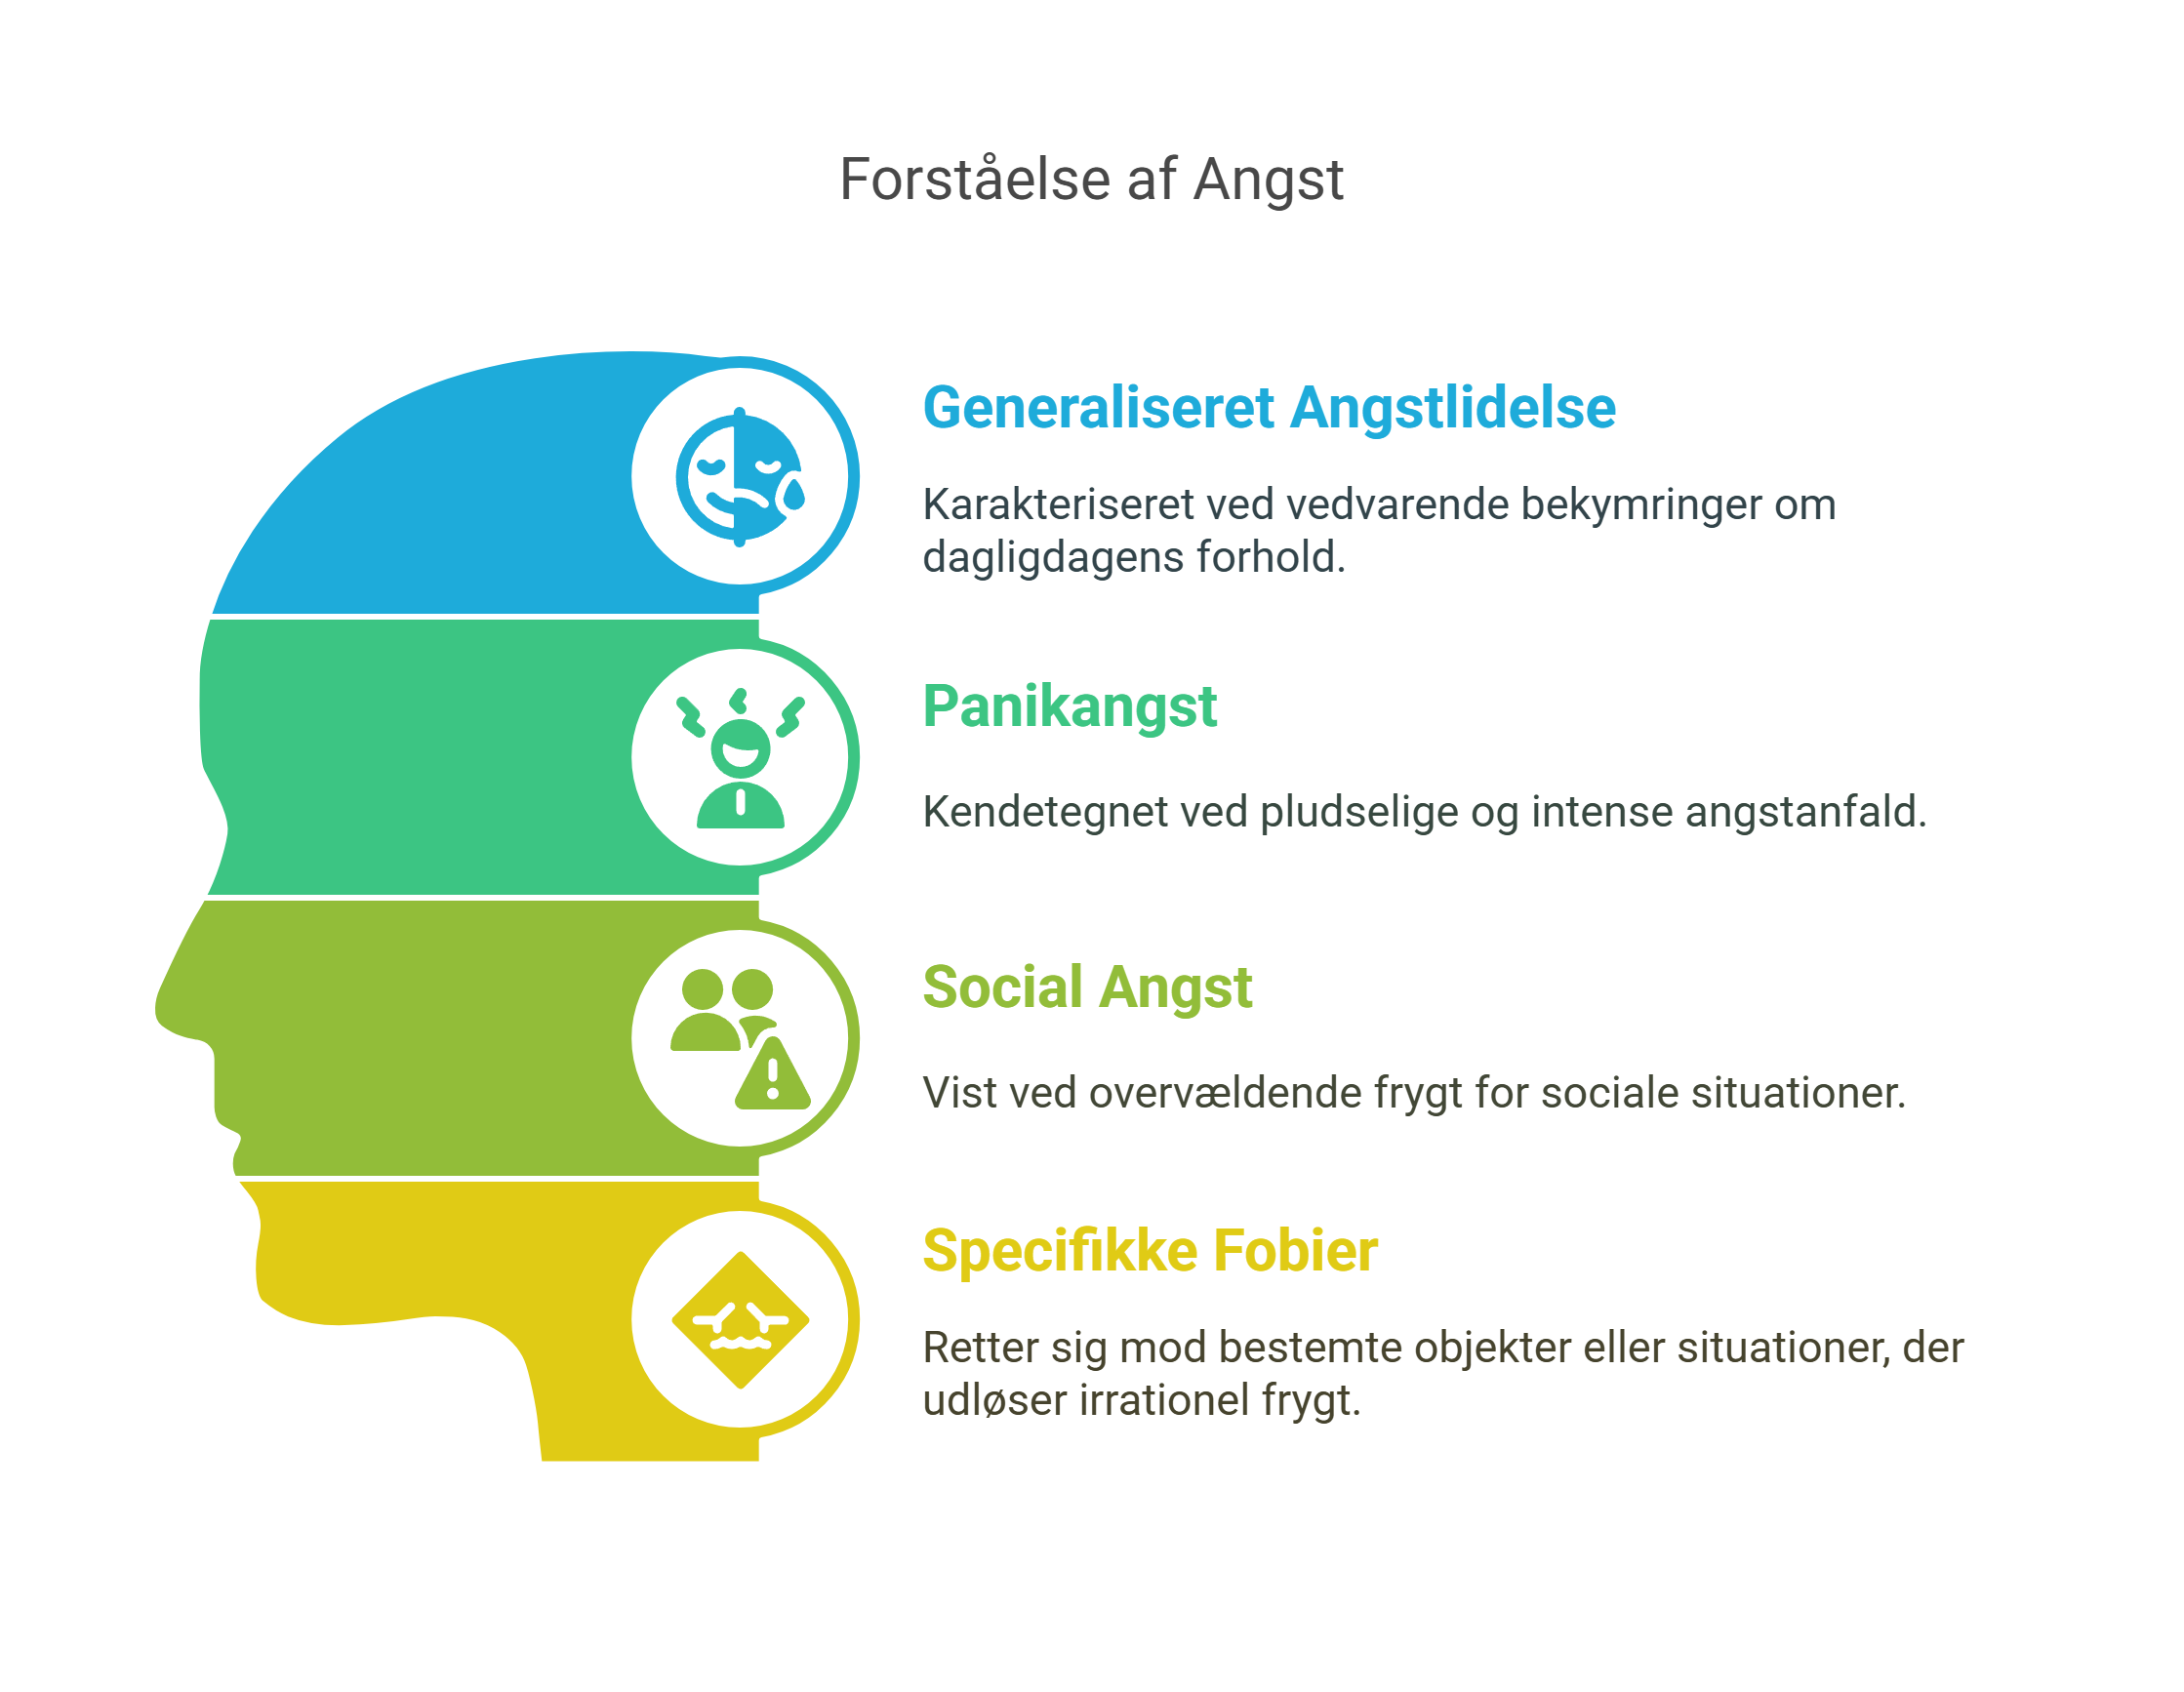 Forståelse af Angst
Generaliseret Angstlidelse
Karakteriseret ved vedvarende bekymringer om
dagligdagens forhold.
Panikangst
Kendetegnet ved pludselige og intense angstanfald.
Social Angst
Vist ved overvældende frygt for sociale situationer.
Specifikke Fobier
Retter sig mod bestemte objekter eller situationer, der
udløser irrationel frygt.